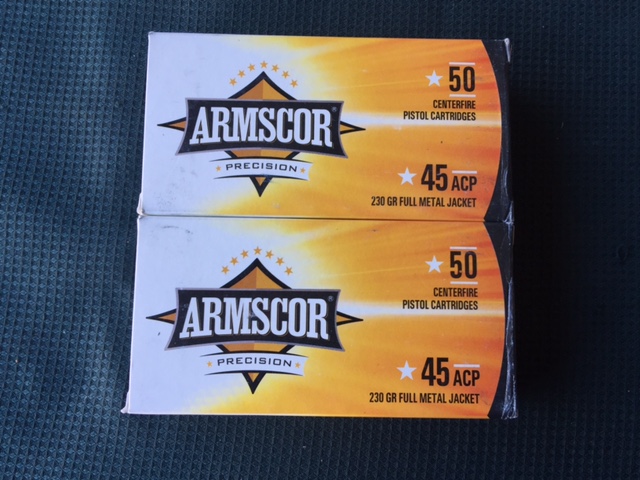 ARMSCOR®
PRECISION
50
CENTERFIRE
PISTOL CARTRIDGES
45 ACP
230 GR FULL METAL JACKET
ARMSCOR®
PRECISION
50
CENTERFIRE
PISTOL CARTRIDGES
45 ACP
230 GR FULL METAL JACKET